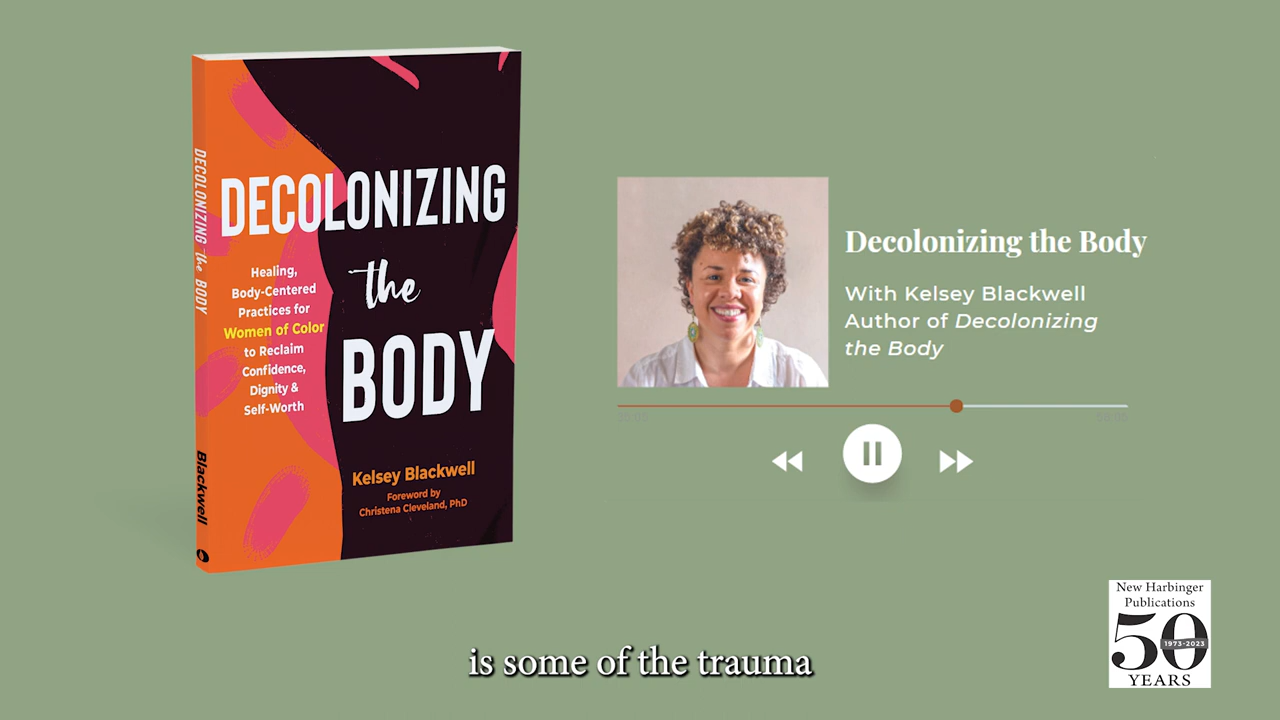 DECOLONIZING
the
BODY
Healing,
Body-Centered
Practices for
Women of Color
to Reclaim
Confidence,
Dignity &
Self-Worth
Kelsey Blackwell
Foreword by
Christena Cleveland, PhD
DECOLONIZING the BODY
Blackwell
Decolonizing the Body
With Kelsey Blackwell
Author of Decolonizing
the Body
New Harbinger
Publications
50
1973-2023
YEARS
is some of the trauma